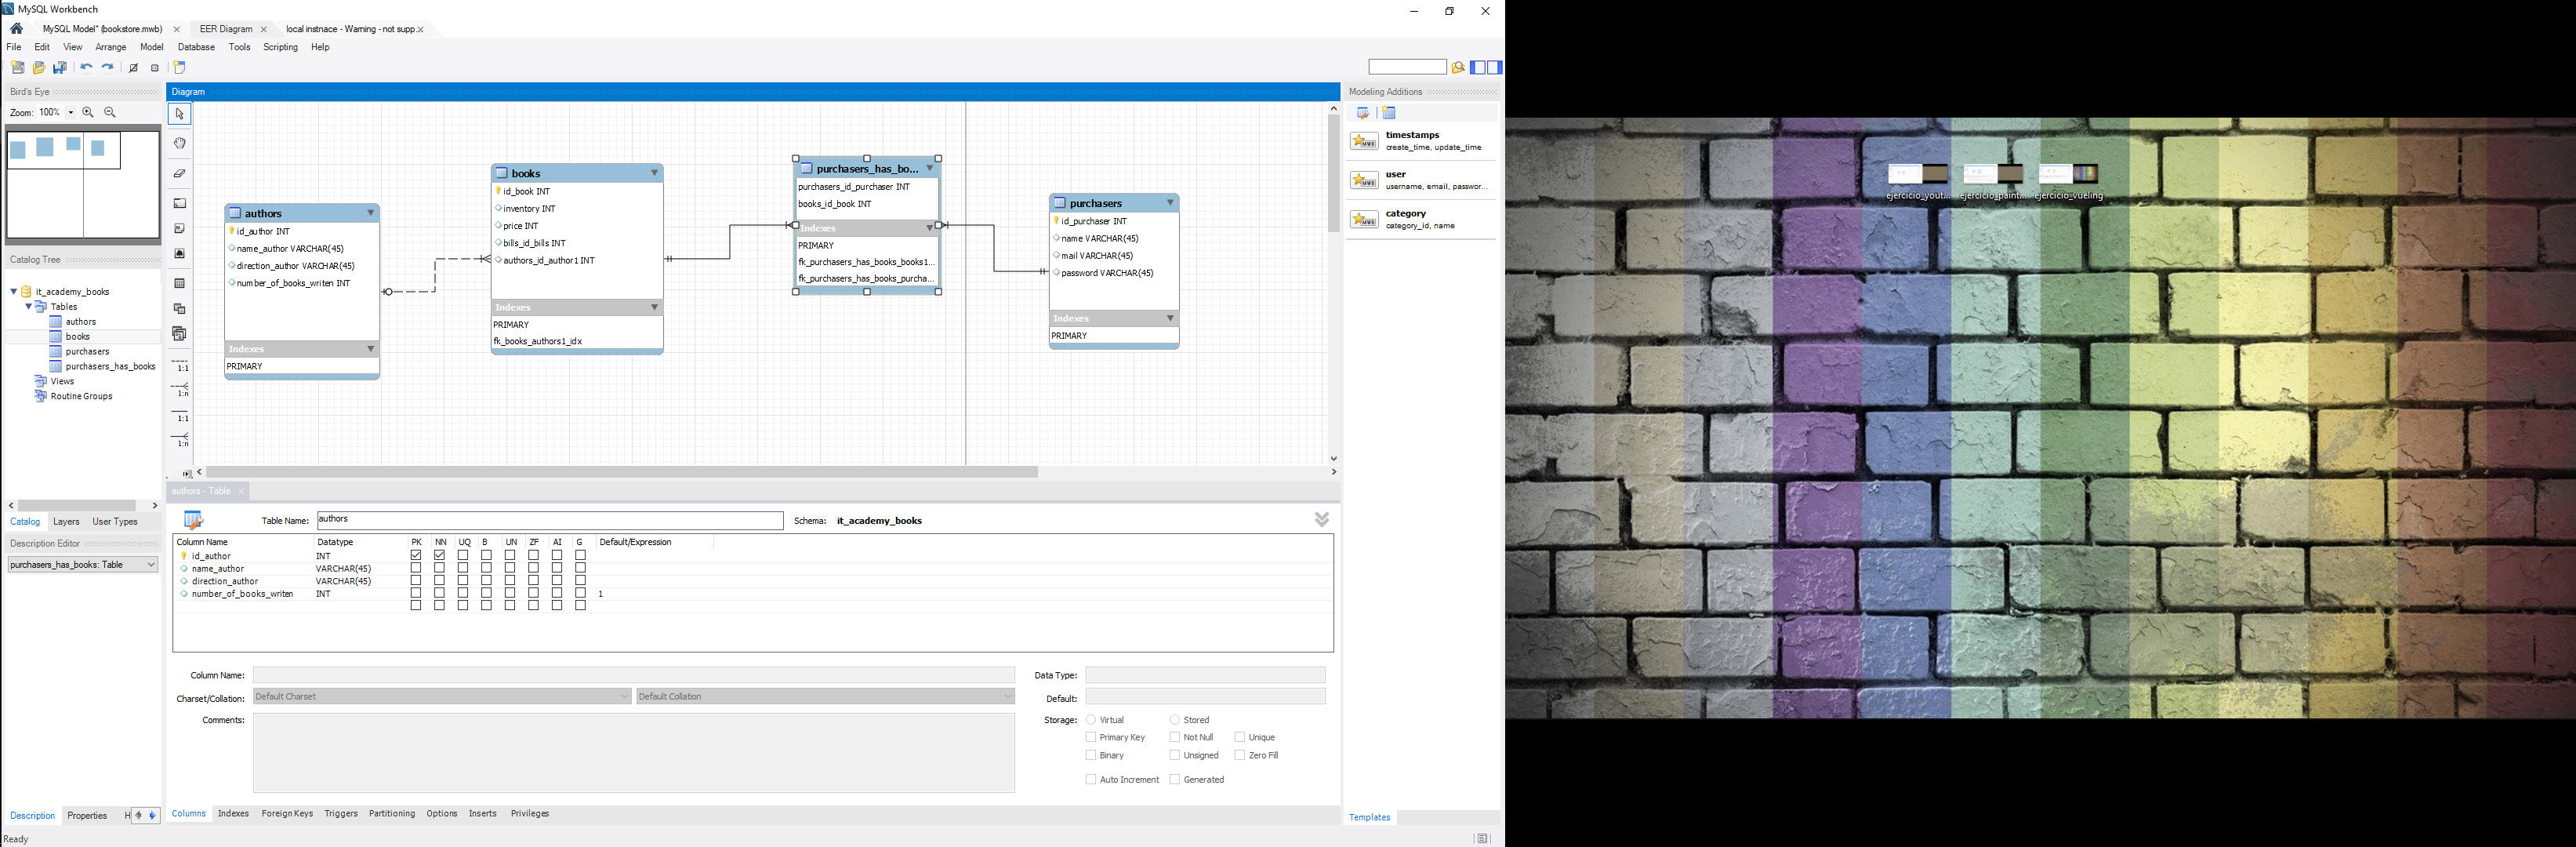 MySQL Workbench
MySQL Model* (bookstore.mwb)
EER Diagram
local instnace - Warning - not supp...
File Edit View Arrange Model Database Tools Scripting Help
Bird's Eye
Zoom: 100%
Catalog Tree
it_academy_books
Tables
authors
books
purchasers
purchasers_has_books
Views
Routine Groups
Catalog Layers User Types
Description Editor
purchasers_has_books: Table
Description Properties H
Ready
Diagram
1:1
1:n
1:1
1:n
authors
id_author INT
name_author VARCHAR(45)
direction_author VARCHAR(45)
number_of_books_writen INT
Indexes
PRIMARY
books
id_book INT
inventory INT
price INT
bills_id_bills INT
authors_id_author1 INT
Indexes
PRIMARY
fk_books_authors1_idx
purchasers_has_bo...
purchasers_id_purchaser INT
books_id_book INT
Indexes
PRIMARY
fk_purchasers_has_books_books1...
fk_purchasers_has_books_purcha...
purchasers
id_purchaser INT
name VARCHAR(45)
mail VARCHAR(45)
password VARCHAR(45)
Indexes
PRIMARY
authors - Table
Table Name: authors Schema: it_academy_books
Column Name Datatype PK NN UQ B UN ZF AI G Default/Expression
id_author INT
name_author VARCHAR(45)
direction_author VARCHAR(45)
number_of_books_writen INT 1
Column Name: Data Type:
Charset/Collation: Default Charset Default Collation Default:
Comments: Storage: Virtual Stored
Primary Key Not Null Unique
Binary Unsigned Zero Fill
Auto Increment Generated
Columns Indexes Foreign Keys Triggers Partitioning Options Inserts Privileges
Modeling Additions
timestamps
create_time, update_time
user
username, email, passwor...
category
category_id, name
Templates
ejercicio_yout... ejercicio_paint... ejercicio_vueling